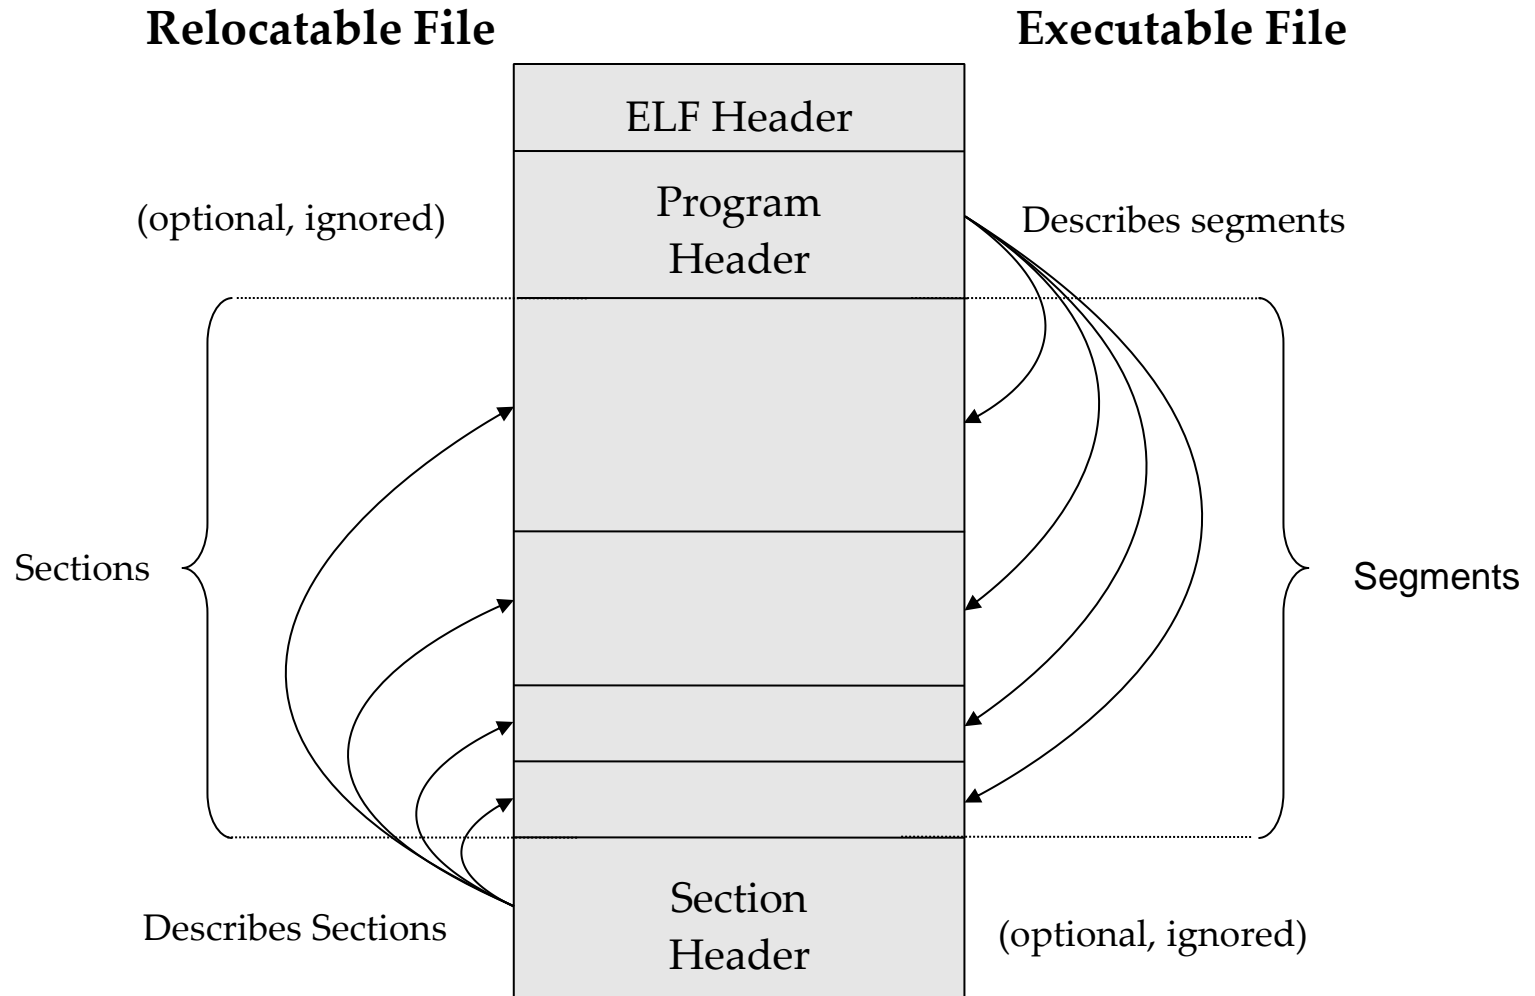 Relocatable File
Executable File
ELF Header
(optional, ignored)
Program
Header
Describes segments
Sections
Segments
Describes Sections
Section
Header
(optional, ignored)